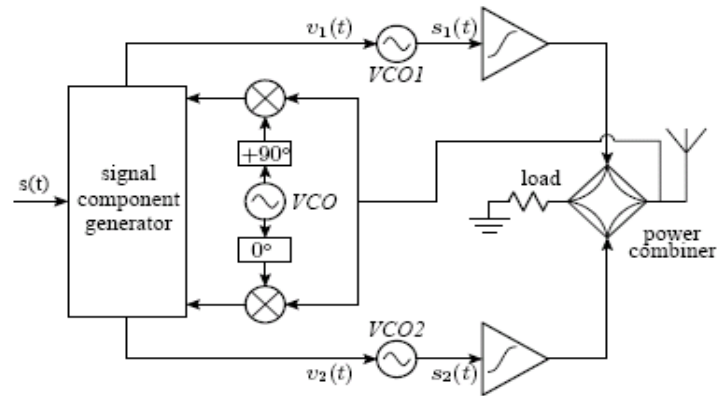 v₁(t)
s₁(t)
VCO1
+90°
s(t)
signal
component
generator
VCO
load
0°
power
combiner
VCO2
v₂(t)
s₂(t)